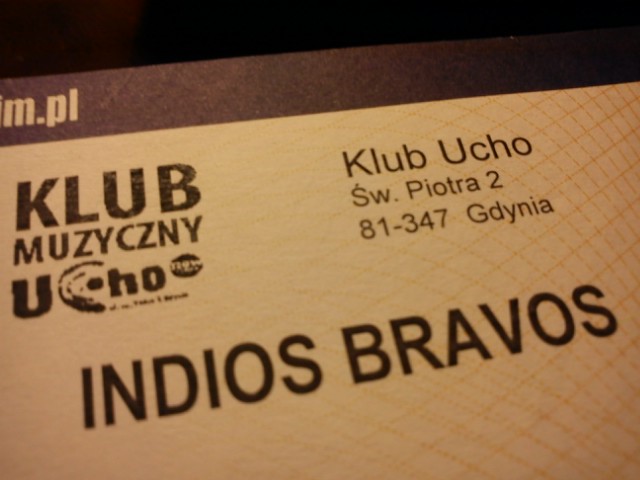 im.pl
KLUB
MUZYCZNY
Ucho
Klub Ucho
Św. Piotra 2
81-347 Gdynia
INDIOS BRAVOS